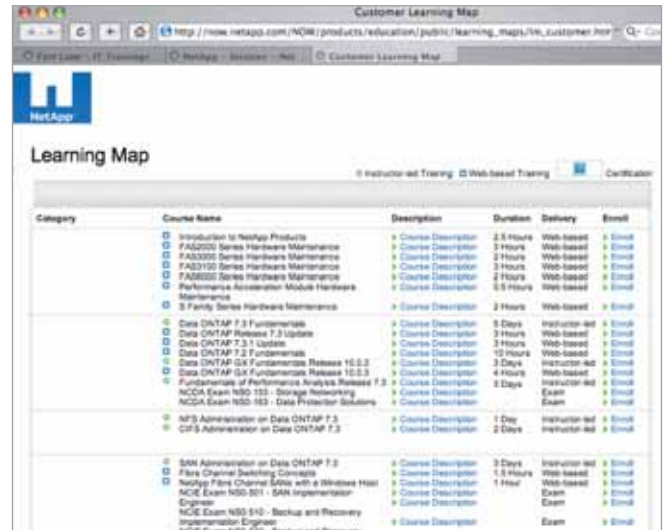 Customer Learning Map
http://now.netapp.com/NOW/products/education/public/learning_maps/lm_customer.htm
Customer Learning Map
NetApp
Learning Map
Instructor-led Training Web-based Training Certification
Category Course Name Description Duration Delivery Enroll
Introduction to NetApp Products Course Description 2.5 Hours Web-based Enroll
FAS2000 Series Hardware Maintenance Course Description 3 Hours Web-based Enroll
FAS3000 Series Hardware Maintenance Course Description 2 Hours Web-based Enroll
FAS3100 Series Hardware Maintenance Course Description 3 Hours Web-based Enroll
FAS6000 Series Hardware Maintenance Course Description 2 Hours Web-based Enroll
Performance Acceleration Module Hardware Course Description 0.5 Hours Web-based Enroll
Maintenance
S Family Series Hardware Maintenance Course Description 2 Hours Web-based Enroll
Data ONTAP 7.3 Fundamentals Course Description 5 Days Instructor-led Enroll
Data ONTAP Release 7.3 Update Course Description 3 Hours Web-based Enroll
Data ONTAP 7.3.1 Update Course Description 3 Hours Web-based Enroll
Data ONTAP 7.2 Fundamentals Course Description 10 Hours Web-based Enroll
Data ONTAP GX Fundamentals Release 10.0.3 Course Description 3 Days Instructor-led Enroll
Data ONTAP GX Fundamentals Release 10.0.3 Course Description 4 Hours Web-based Enroll
Fundamentals of Performance Analysis Release 7.3 Course Description 3 Days Instructor-led Enroll
NCDA Exam NS0-153 - Storage Networking Course Description Exam Enroll
NCDA Exam NS0-163 - Data Protection Solutions Course Description Exam Enroll
NFS Administration on Data ONTAP 7.3 Course Description 1 Day Instructor-led Enroll
CIFS Administration on Data ONTAP 7.3 Course Description 2 Days Instructor-led Enroll
SAN Administration on Data ONTAP 7.3 Course Description 3 Days Instructor-led Enroll
Fibre Channel Switching Concepts Course Description 1.5 Hours Web-based Enroll
NetApp Fibre Channel SANs with a Windows Host Course Description 1 Hour Web-based Enroll
NCIE Exam NS0-501 - SAN Implementation Course Description Exam Enroll
Engineer
NCIE Exam NS0-510 - Backup and Recovery
Implementation Engineer Course Description Exam Enroll